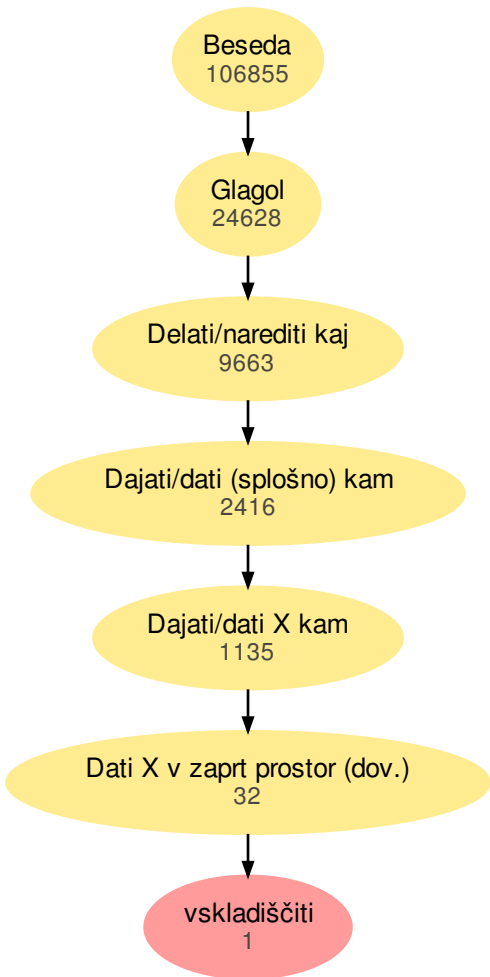 Beseda
106855
Glagol
24628
Delati/narediti kaj
9663
Dajati/dati (splošno) kam
2416
Dajati/dati X kam
1135
Dati X v zaprt prostor (dov.)
32
vskladiščiti
1